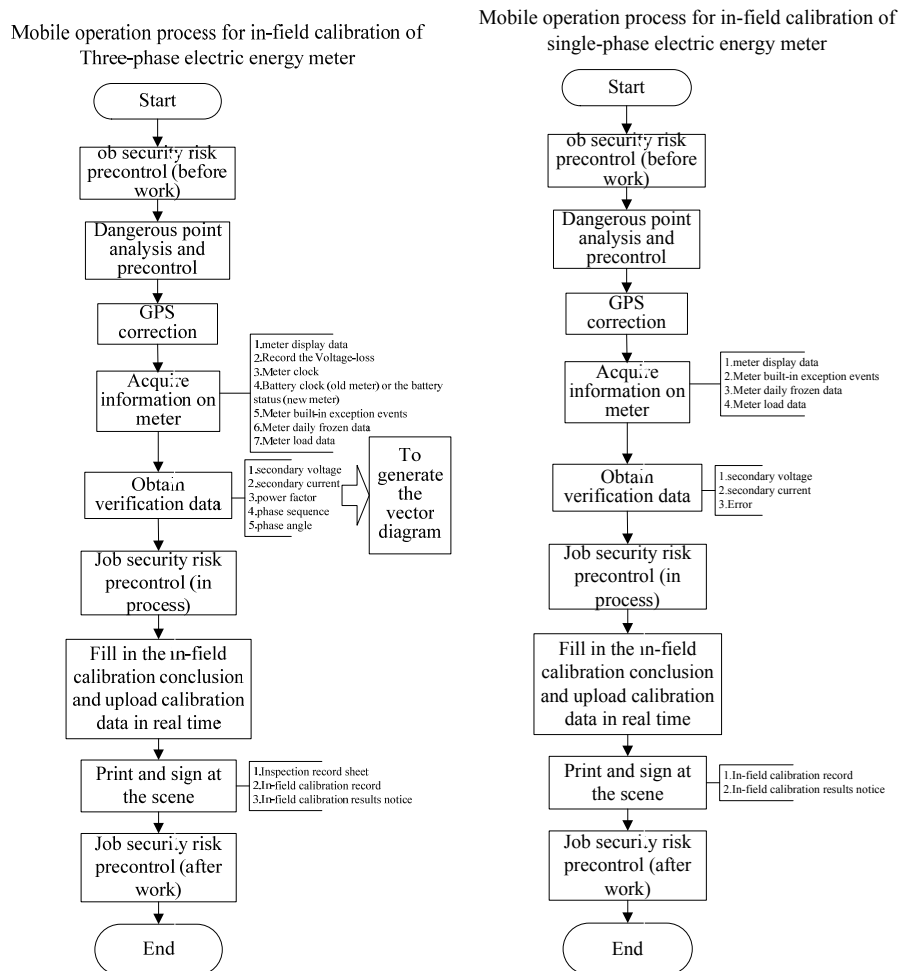 Mobile operation process for in-field calibration of
Three-phase electric energy meter
Start
ob security risk
precontrol (before
work)
Dangerous point
analysis and
precontrol
GPS
correction
Acquire
information on
meter
1.meter display data
2.Record the Voltage-loss
3.Meter clock
4.Battery clock (old meter) or the battery
status(new meter)
5.Meter built-in exception events
6.Meter daily frozen data
7.Meter load data
Obtain
verification data
1.secondary voltage
2.secondary current
3.power factor
4.phase sequence
5.phase angle
To
generate
the
vector
diagram
Job security risk
precontrol (in
process)
Fill in the in-field
calibration conclusion
and upload calibration
data in real time
Print and sign at
the scene
1.Inspection record sheet
2.In-field calibration record
3.In-field calibration results notice
Job security risk
precontrol (after
work)
End
Mobile operation process for in-field calibration of
single-phase electric energy meter
Start
ob security risk
precontrol (before
work)
Dangerous point
analysis and
precontrol
GPS
correction
Acquire
information on
meter
1.meter display data
2.Meter built-in exception events
3.Meter daily frozen data
4.Meter load data
Obtain
verification data
1.secondary voltage
2.secondary current
3.Error
Job security risk
precontrol (in
process)
Fill in the in-field
calibration conclusion
and upload calibration
data in real time
Print and sign at
the scene
1.In-field calibration record
2.In-field calibration results notice
Job security risk
precontrol (after
work)
End